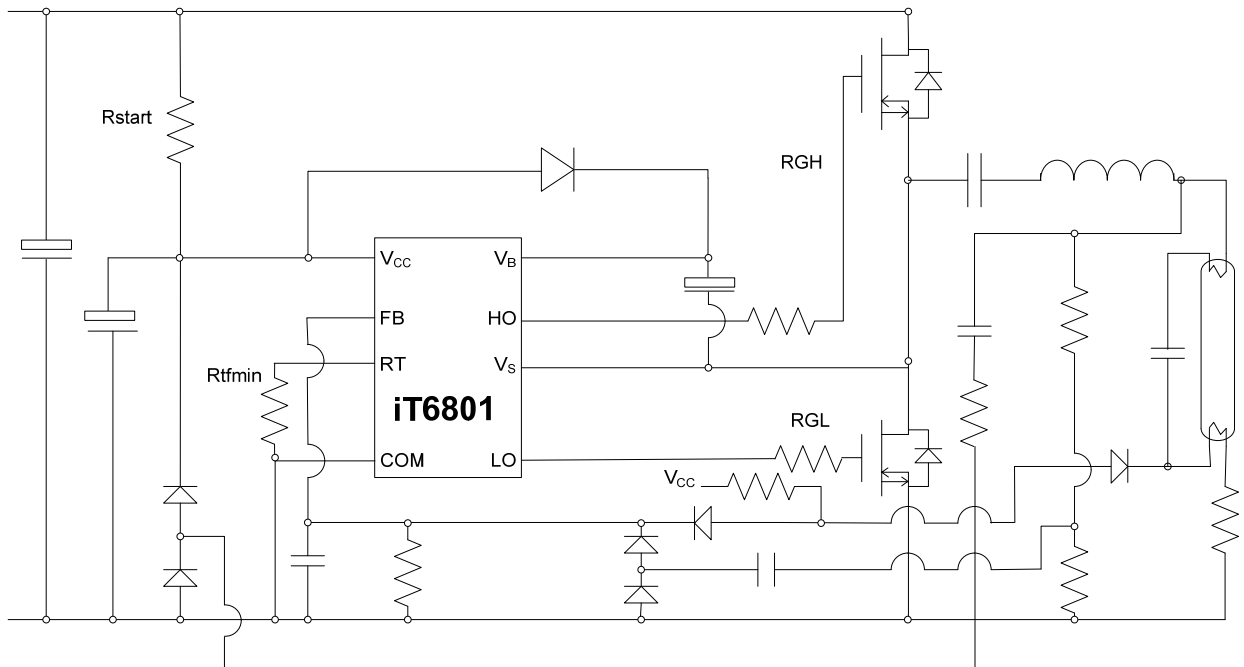 Rstart
RGH
VCC
VB
FB
HO
Rtfmin
RT
VS
iT6801
RGL
COM
LO
VCC